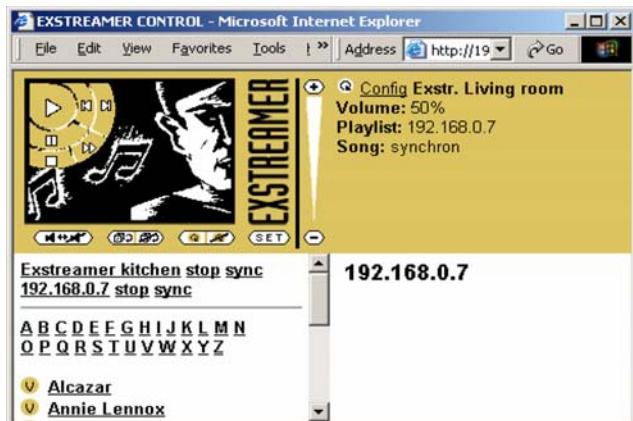 EXSTREAMER CONTROL - Microsoft Internet Explorer
File Edit View Favorites Tools » Address http://19 Go
EXSTREAMER
SET
Config Exstr. Living room
Volume: 50%
Playlist: 192.168.0.7
Song: synchron
Exstreamer kitchen stop sync
192.168.0.7 stop sync
A B C D E F G H I J K L M N
O P Q R S T U V W X Y Z
V Alcazar
V Annie Lennox
192.168.0.7